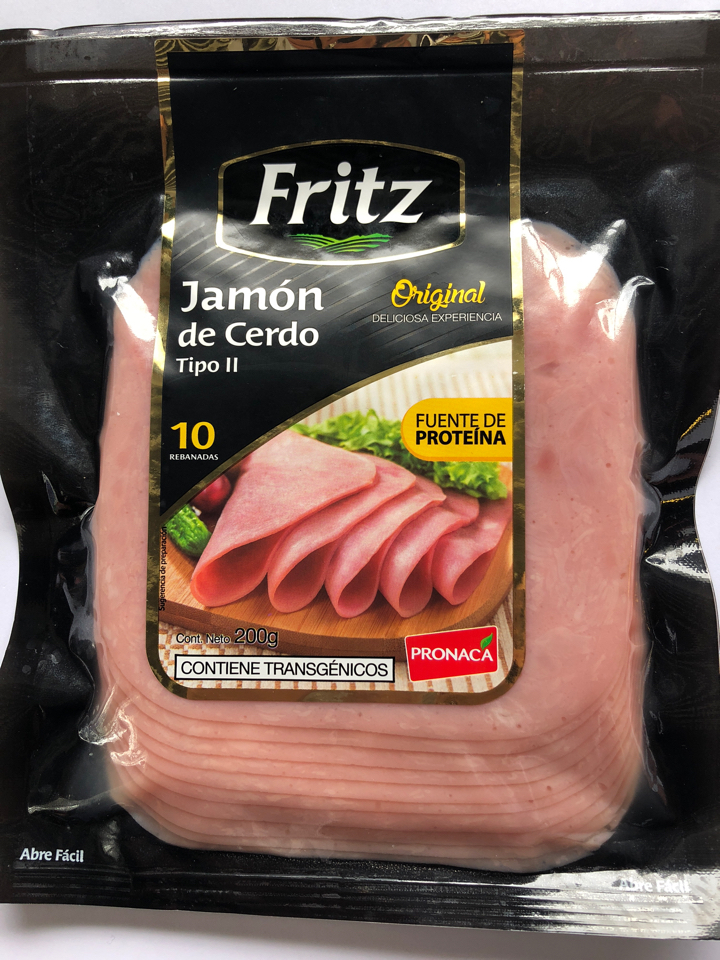 Fritz
Jamón
de Cerdo
Tipo II
Original
DELICIOSA EXPERIENCIA
10
REBANADAS
FUENTE DE
PROTEÍNA
Sugerencia de preparación
Cont. Neto 200g
CONTIENE TRANSGÉNICOS
PRONACA
Abre Fácil
Abre Fácil